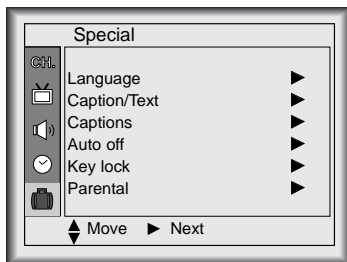 Special
CH.
Language
Caption/Text
Captions
Auto off
Key lock
Parental
Move Next